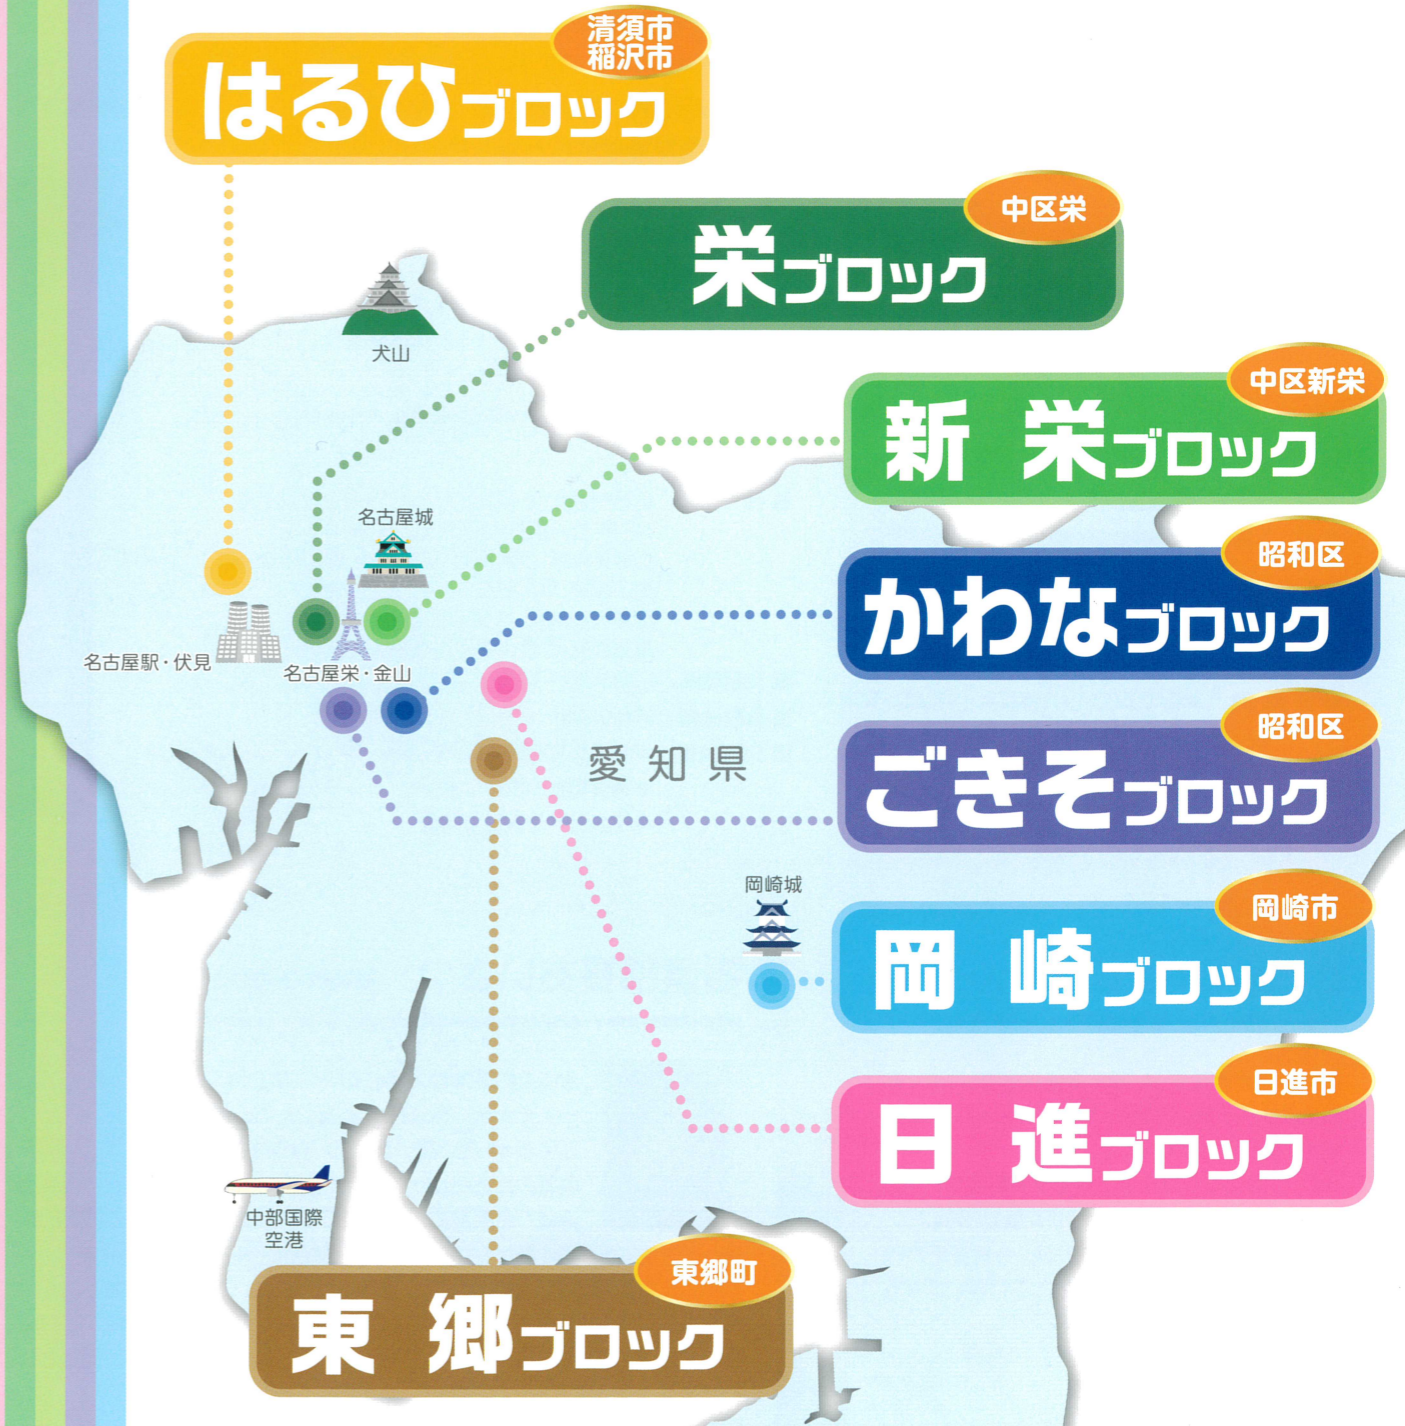 清須市
稲沢市
はるひブロック
中区栄
栄ブロック
犬山
中区新栄
新 栄ブロック
名古屋城
昭和区
かわなブロック
名古屋駅・伏見
名古屋栄・金山
昭和区
ごきそブロック
愛知県
岡崎城
岡崎市
岡 崎ブロック
日進市
日 進ブロック
中部国際
空港
東郷町
東 郷ブロック